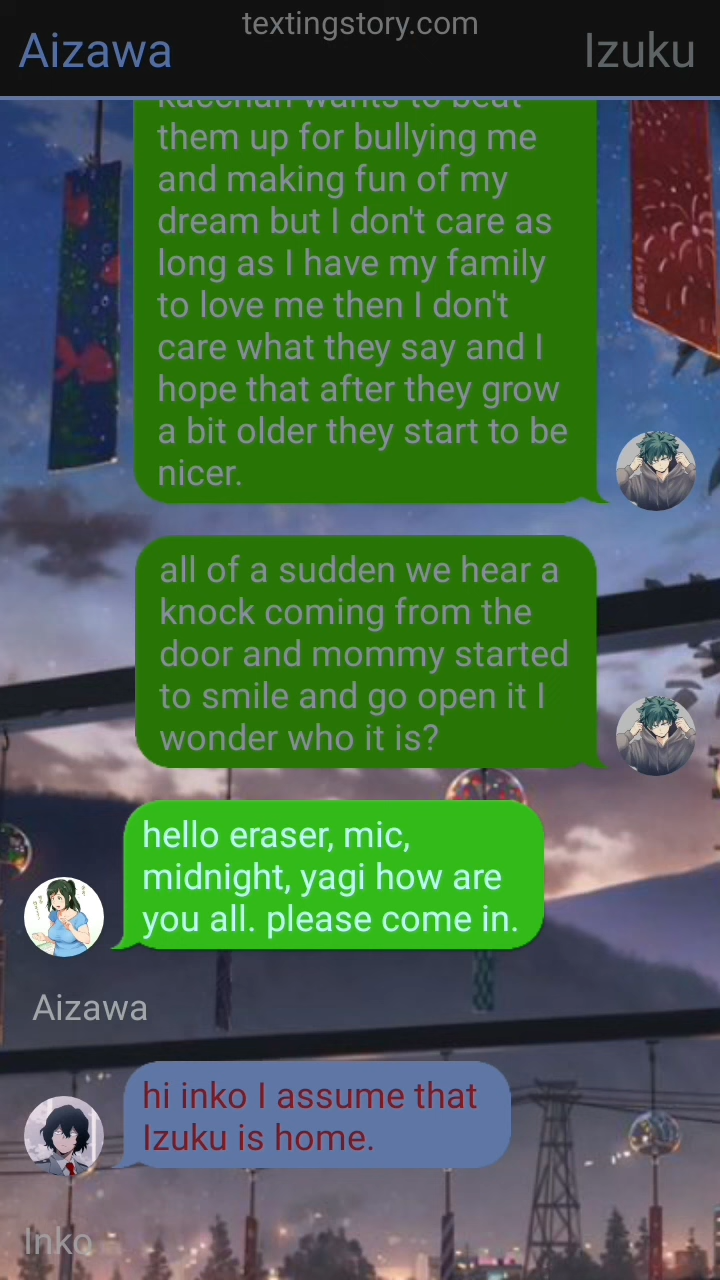 textingstory.com
Aizawa
Izuku
Kacchan wants to beat
them up for bullying me
and making fun of my
dream but I don't care as
long as I have my family
to love me then I don't
care what they say and I
hope that after they grow
a bit older they start to be
nicer.
all of a sudden we hear a
knock coming from the
door and mommy started
to smile and go open it I
wonder who it is?
hello eraser, mic,
midnight, yagi how are
you all. please come in.
Aizawa
hi inko I assume that
Izuku is home.
Inko